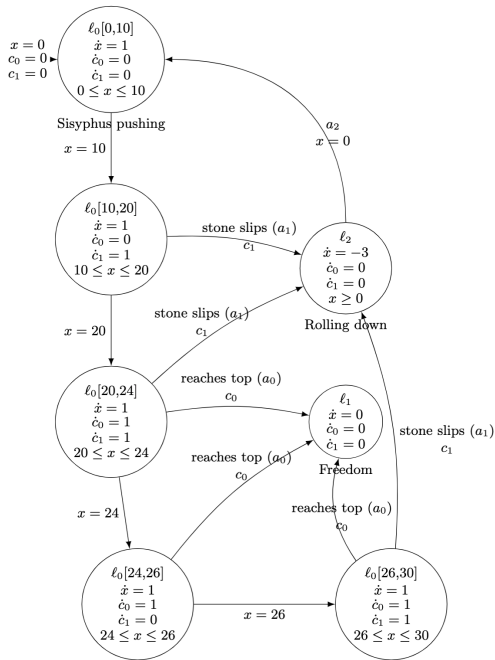 x = 0
c₀ = 0
c₁ = 0
ℓ₀[0,10]
ẋ = 1
ċ₀ = 0
ċ₁ = 0
0 ≤ x ≤ 10
Sisyphus pushing
x = 10
a₂
x = 0
ℓ₀[10,20]
ẋ = 1
ċ₀ = 0
ċ₁ = 1
10 ≤ x ≤ 20
stone slips (a₁)
c₁
ℓ₂
ẋ = −3
ċ₀ = 0
ċ₁ = 0
x ≥ 0
Rolling down
x = 20
stone slips (a₁)
c₁
ℓ₀[20,24]
ẋ = 1
ċ₀ = 1
ċ₁ = 1
20 ≤ x ≤ 24
reaches top (a₀)
c₀
ℓ₁
ẋ = 0
ċ₀ = 0
ċ₁ = 0
Freedom
stone slips (a₁)
c₁
reaches top (a₀)
c₀
x = 24
reaches top (a₀)
c₀
ℓ₀[24,26]
ẋ = 1
ċ₀ = 1
ċ₁ = 0
24 ≤ x ≤ 26
x = 26
ℓ₀[26,30]
ẋ = 1
ċ₀ = 1
ċ₁ = 1
26 ≤ x ≤ 30